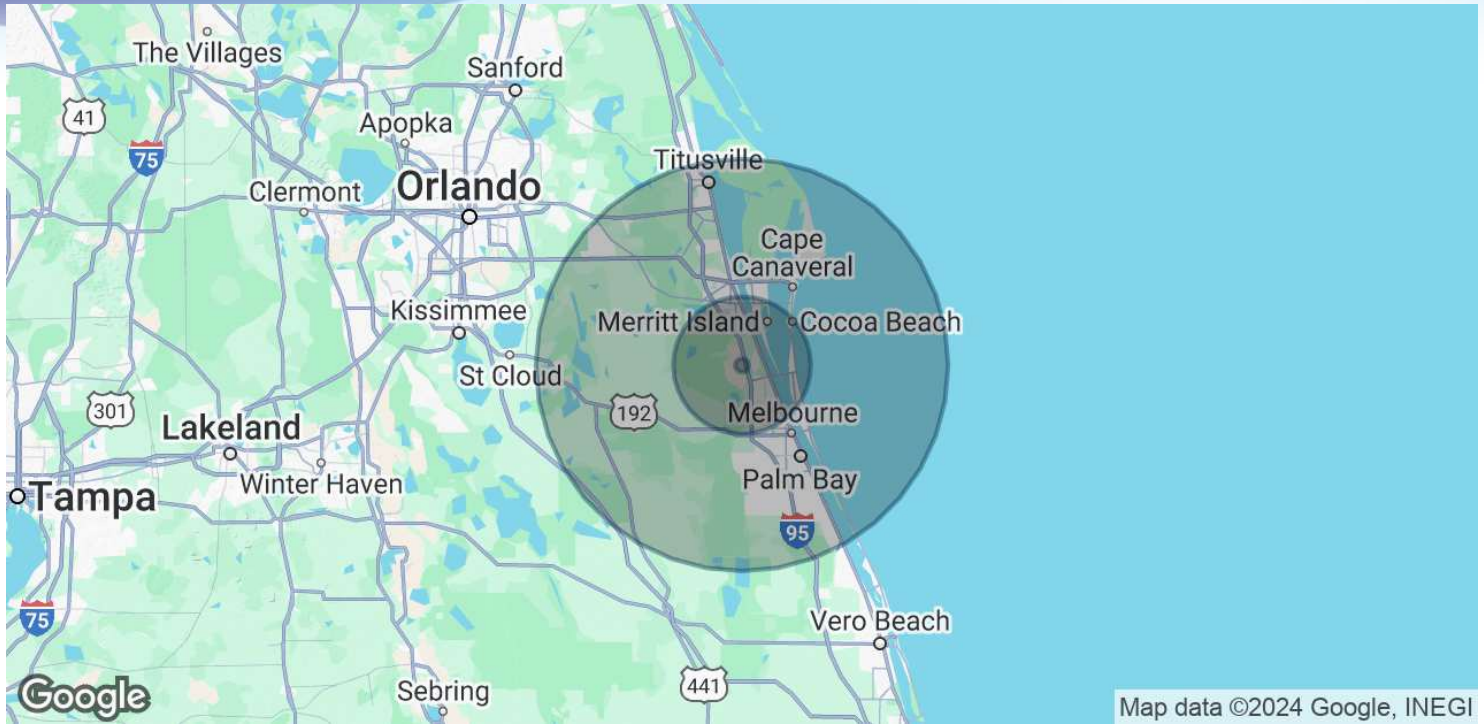 The Villages
Sanford
41
Apopka
75
Titusville
Clermont
Orlando
Cape
Canaveral
Kissimmee
Merritt Island
Cocoa Beach
St Cloud
301
192
Melbourne
Lakeland
Winter Haven
Palm Bay
Tampa
95
75
Vero Beach
441
Sebring
Google
Map data ©2024 Google, INEGI